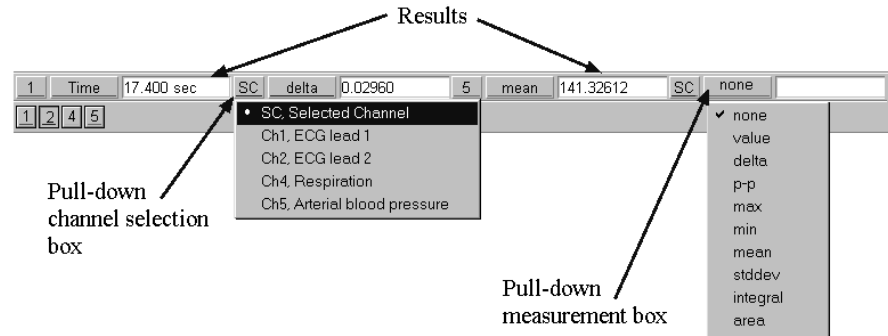 Results
1 Time 17.400 sec SC delta 0.02960 5 mean 141.32612 SC none
1 2 4 5
• SC, Selected Channel
Ch1, ECG lead 1
Ch2, ECG lead 2
Ch4, Respiration
Ch5, Arterial blood pressure
✓ none
value
delta
p-p
max
min
mean
stddev
integral
area
Pull-down
channel selection
box
Pull-down
measurement box